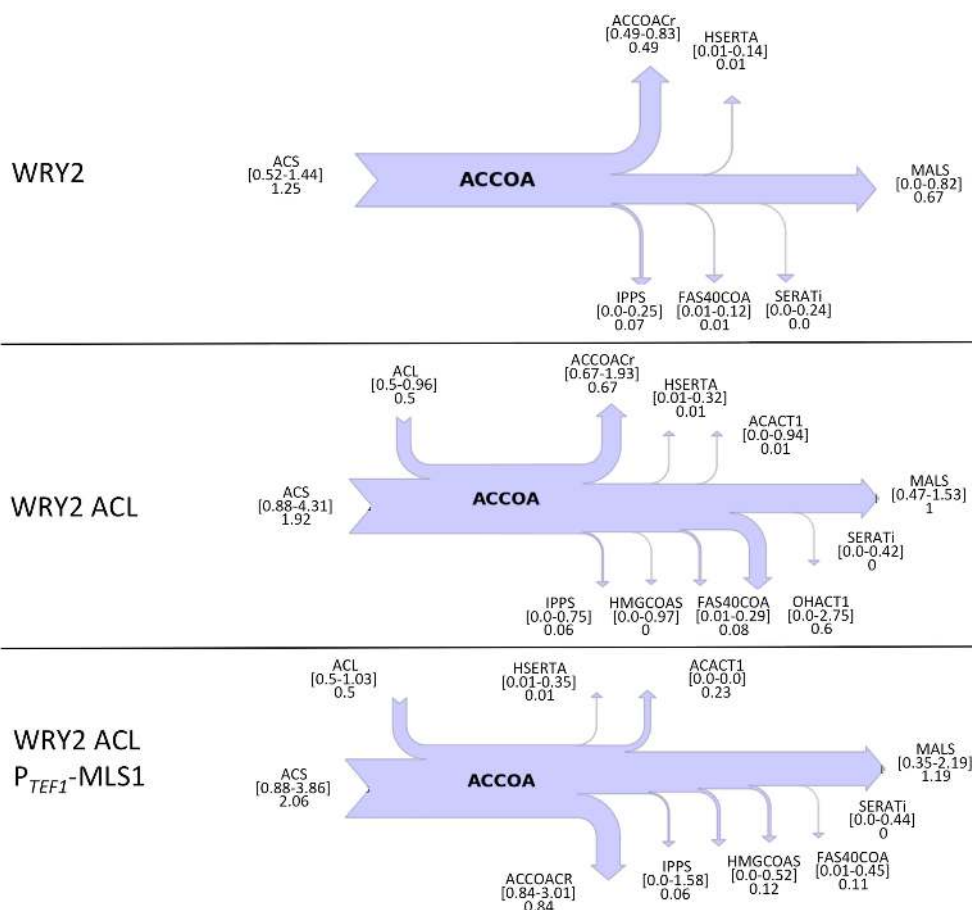 ACCOACr
[0.49-0.83]
0.49
HSERTA
[0.01-0.14]
0.01
WRY2
ACS
[0.52-1.44]
1.25
ACCOA
MALS
[0.0-0.82]
0.67
IPPS
[0.0-0.25]
0.07
FAS40COA
[0.01-0.12]
0.01
SERATi
[0.0-0.24]
0.0
ACL
[0.5-0.96]
0.5
ACCOACr
[0.67-1.93]
0.67
HSERTA
[0.01-0.32]
0.01
ACACT1
[0.0-0.94]
0.01
WRY2 ACL
ACS
[0.88-4.31]
1.92
ACCOA
MALS
[0.47-1.53]
1
SERATi
[0.0-0.42]
0
IPPS
[0.0-0.75]
0.06
HMGCOAS
[0.0-0.97]
0
FAS40COA
[0.01-0.29]
0.08
OHACT1
[0.0-2.75]
0.6
ACL
[0.5-1.03]
0.5
HSERTA
[0.01-0.35]
0.01
ACACT1
[0.0-0.0]
0.23
WRY2 ACL
PTEF1-MLS1
ACS
[0.88-3.86]
2.06
ACCOA
MALS
[0.35-2.19]
1.19
SERATi
[0.0-0.44]
0
ACCOACR
[0.84-3.01]
0.84
IPPS
[0.0-1.58]
0.06
HMGCOAS
[0.0-0.52]
0.12
FAS40COA
[0.01-0.45]
0.11